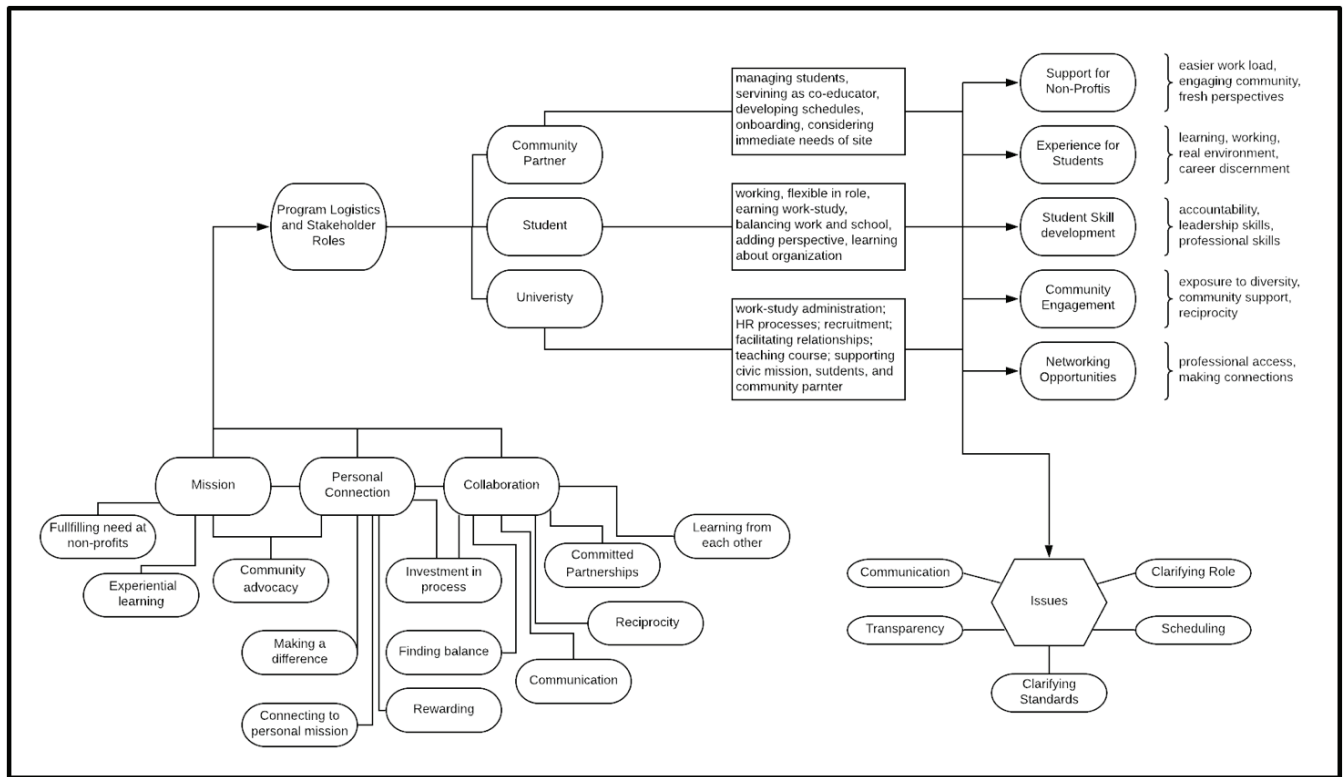 Program Logistics
and Stakeholder
Roles
Community
Partner
Student
Univeristy
managing students,
servining as co-educator,
developing schedules,
onboarding, considering
immediate needs of site
working, flexible in role,
earning work-study,
balancing work and school,
adding perspective, learning
about organization
work-study administration;
HR processes; recruitment;
facilitating relationships;
teaching course; supporting
civic mission, sutdents, and
community parnter
Support for
Non-Proftis
easier work load,
engaging community,
fresh perspectives
Experience for
Students
learning, working,
real environment,
career discernment
Student Skill
development
accountability,
leadership skills,
professional skills
Community
Engagement
exposure to diversity,
community support,
reciprocity
Networking
Opportunities
professional access,
making connections
Mission
Personal
Connection
Collaboration
Fullfilling need at
non-profits
Experiential
learning
Community
advocacy
Investment in
process
Committed
Partnerships
Learning from
each other
Making a
difference
Finding balance
Reciprocity
Communication
Connecting to
personal mission
Rewarding
Issues
Communication
Transparency
Clarifying
Standards
Clarifying Role
Scheduling